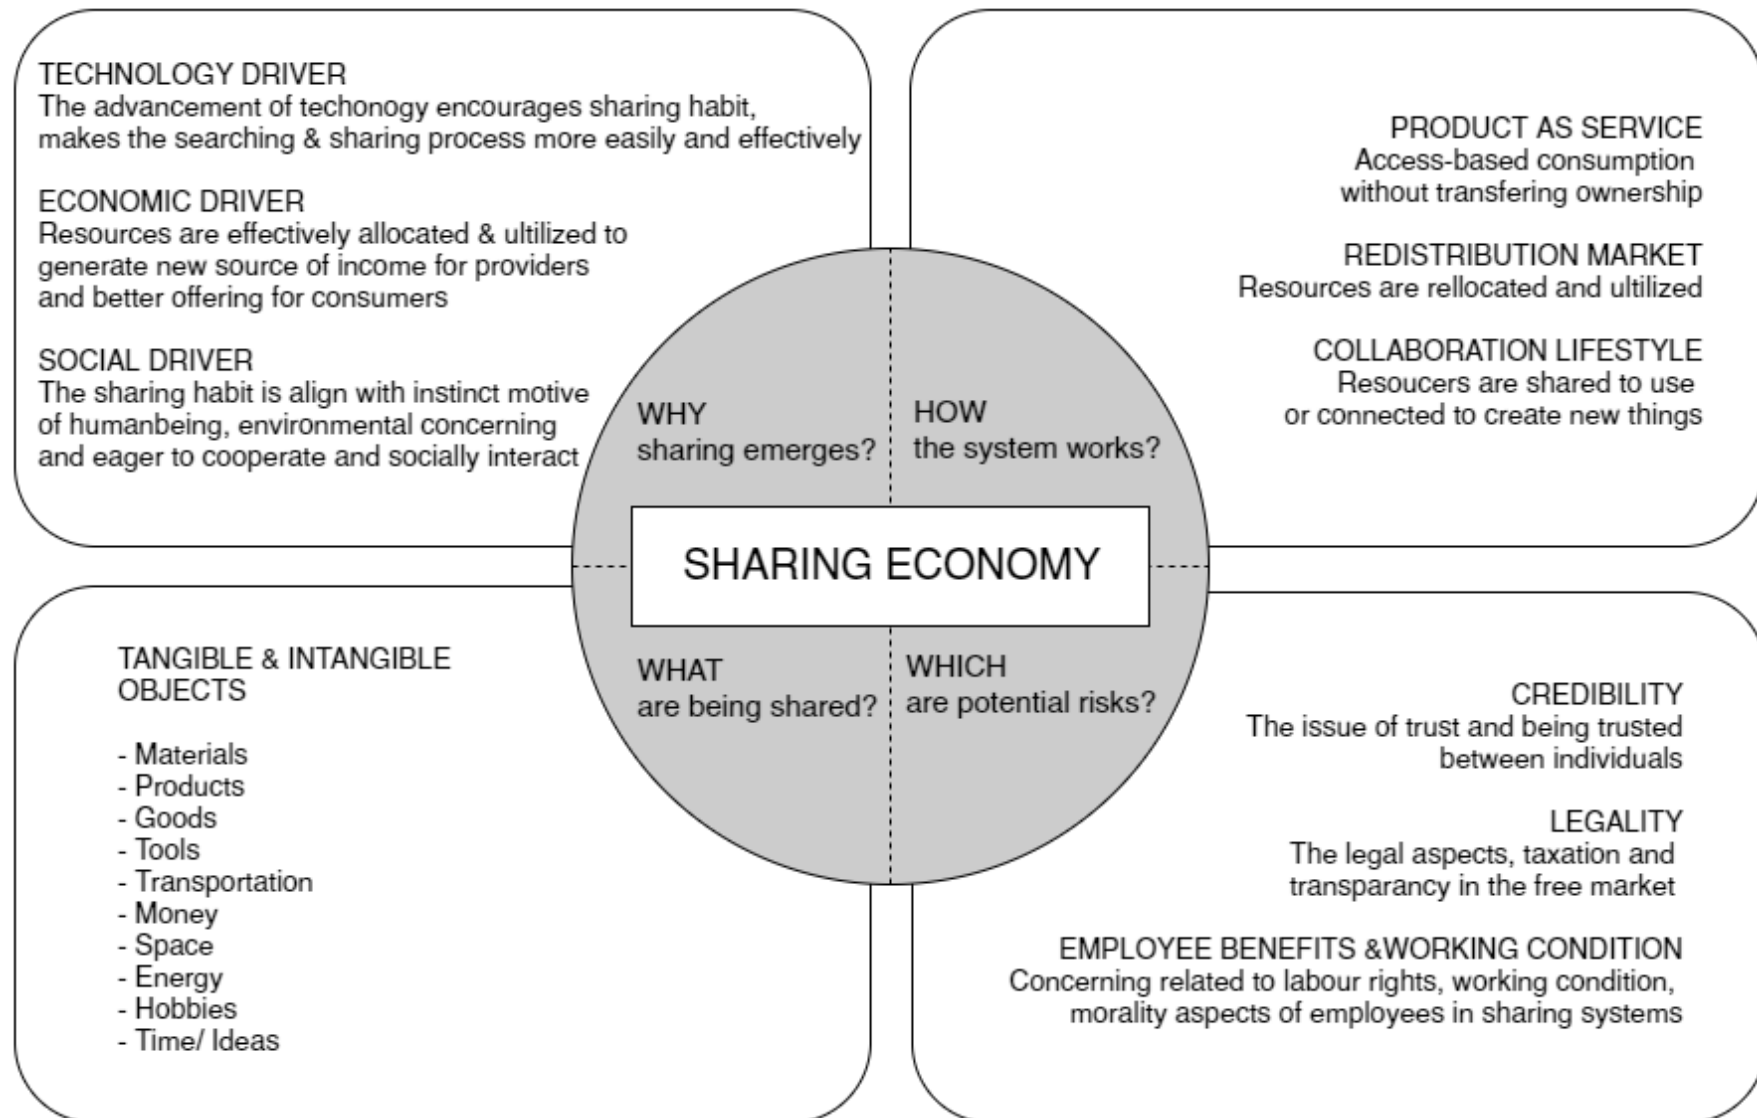 TECHNOLOGY DRIVER
The advancement of techonogy encourages sharing habit,
makes the searching & sharing process more easily and effectively
ECONOMIC DRIVER
Resources are effectively allocated & ultilized to
generate new source of income for providers
and better offering for consumers
SOCIAL DRIVER
The sharing habit is align with instinct motive
of humanbeing, environmental concerning
and eager to cooperate and socially interact
PRODUCT AS SERVICE
Access-based consumption
without transfering ownership
REDISTRIBUTION MARKET
Resources are rellocated and ultilized
COLLABORATION LIFESTYLE
Resoucers are shared to use
or connected to create new things
WHY
sharing emerges?
HOW
the system works?
SHARING ECONOMY
WHAT
are being shared?
WHICH
are potential risks?
TANGIBLE & INTANGIBLE
OBJECTS
- Materials
- Products
- Goods
- Tools
- Transportation
- Money
- Space
- Energy
- Hobbies
- Time/ Ideas
CREDIBILITY
The issue of trust and being trusted
between individuals
LEGALITY
The legal aspects, taxation and
transparancy in the free market
EMPLOYEE BENEFITS &WORKING CONDITION
Concerning related to labour rights, working condition,
morality aspects of employees in sharing systems